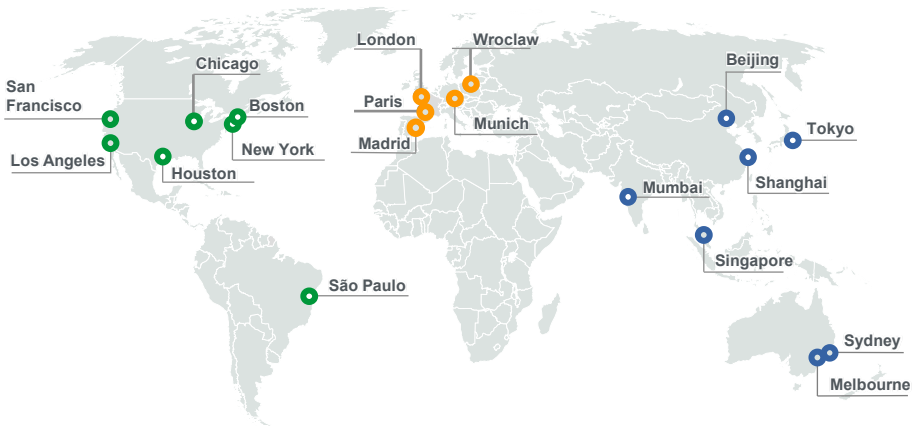 London
Wroclaw
Chicago
Beijing
San
Francisco
Boston
Paris
Munich
Tokyo
Madrid
New York
Los Angeles
Houston
Mumbai
Shanghai
Singapore
São Paulo
Sydney
Melbourne